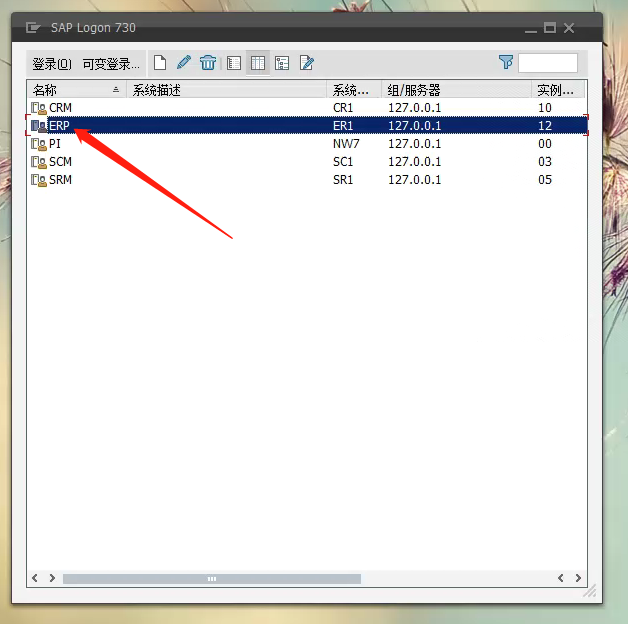 SAP Logon 730
登录(O) 可变登录...
名称 系统描述 系统... 组/服务器 实例...
CRM CR1 127.0.0.1 10
ERP ER1 127.0.0.1 12
PI NW7 127.0.0.1 00
SCM SC1 127.0.0.1 03
SRM SR1 127.0.0.1 05